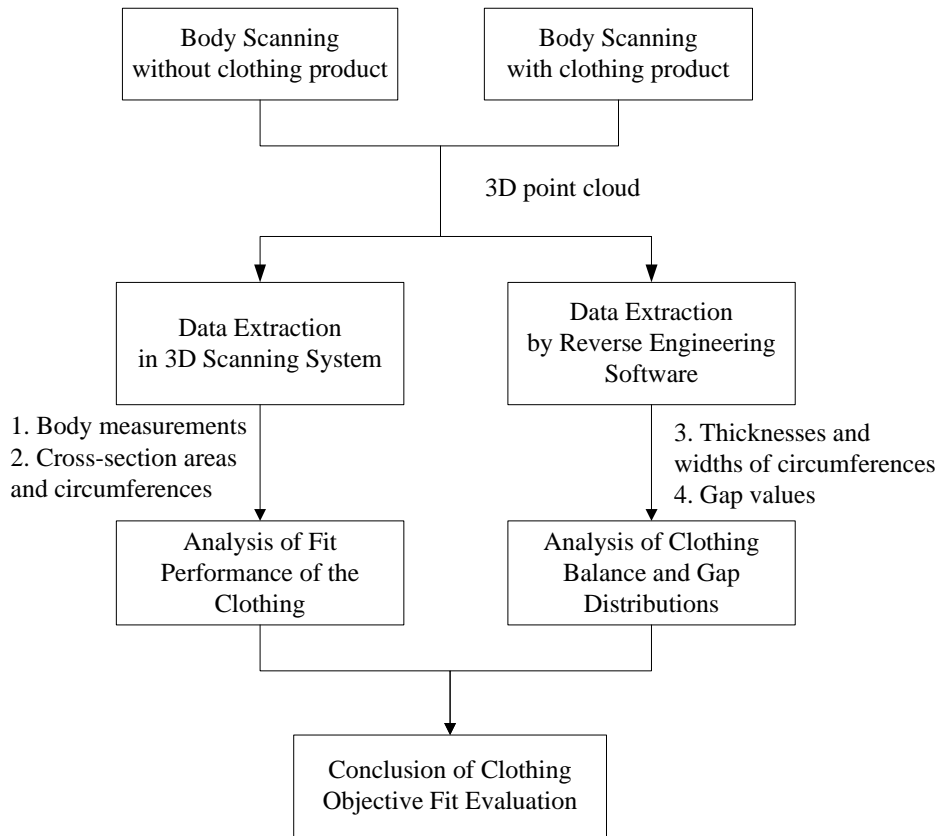 Body Scanning
without clothing product
Body Scanning
with clothing product
3D point cloud
Data Extraction
in 3D Scanning System
Data Extraction
by Reverse Engineering
Software
1. Body measurements
2. Cross-section areas
and circumferences
3. Thicknesses and
widths of circumferences
4. Gap values
Analysis of Fit
Performance of the
Clothing
Analysis of Clothing
Balance and Gap
Distributions
Conclusion of Clothing
Objective Fit Evaluation